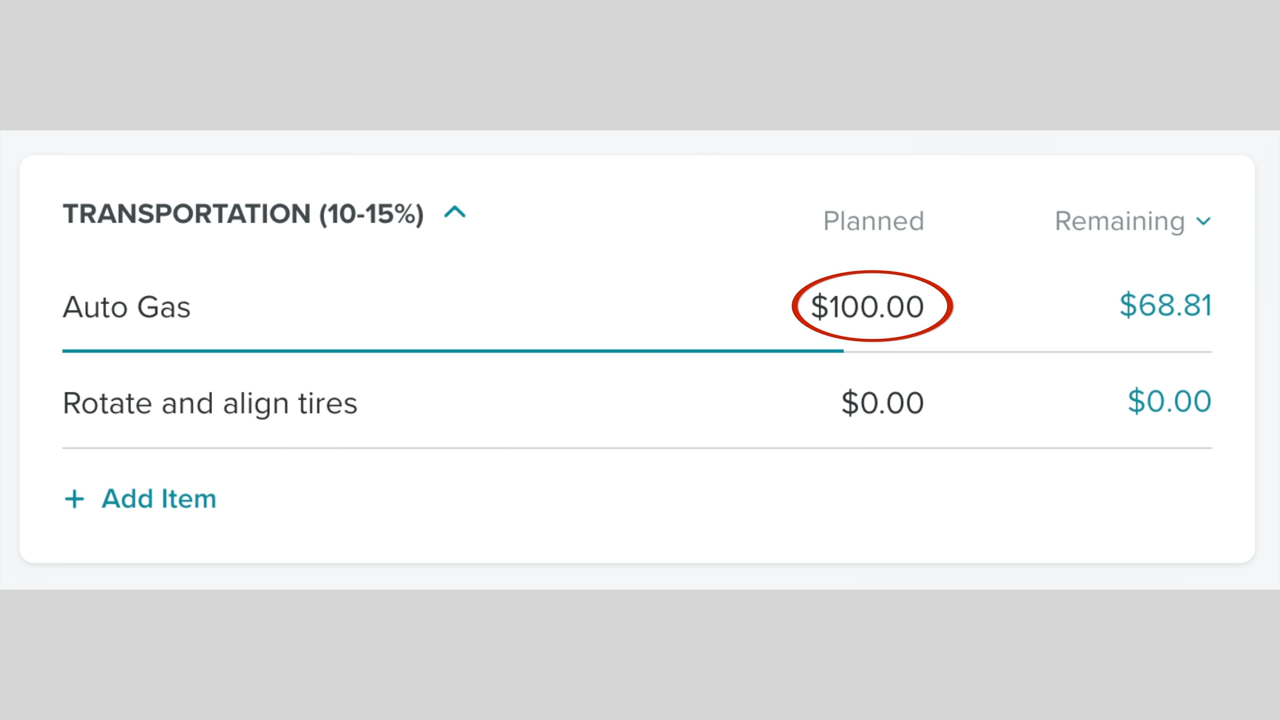 TRANSPORTATION (10-15%) Planned Remaining
Auto Gas $100.00 $68.81
Rotate and align tires $0.00 $0.00
+ Add Item